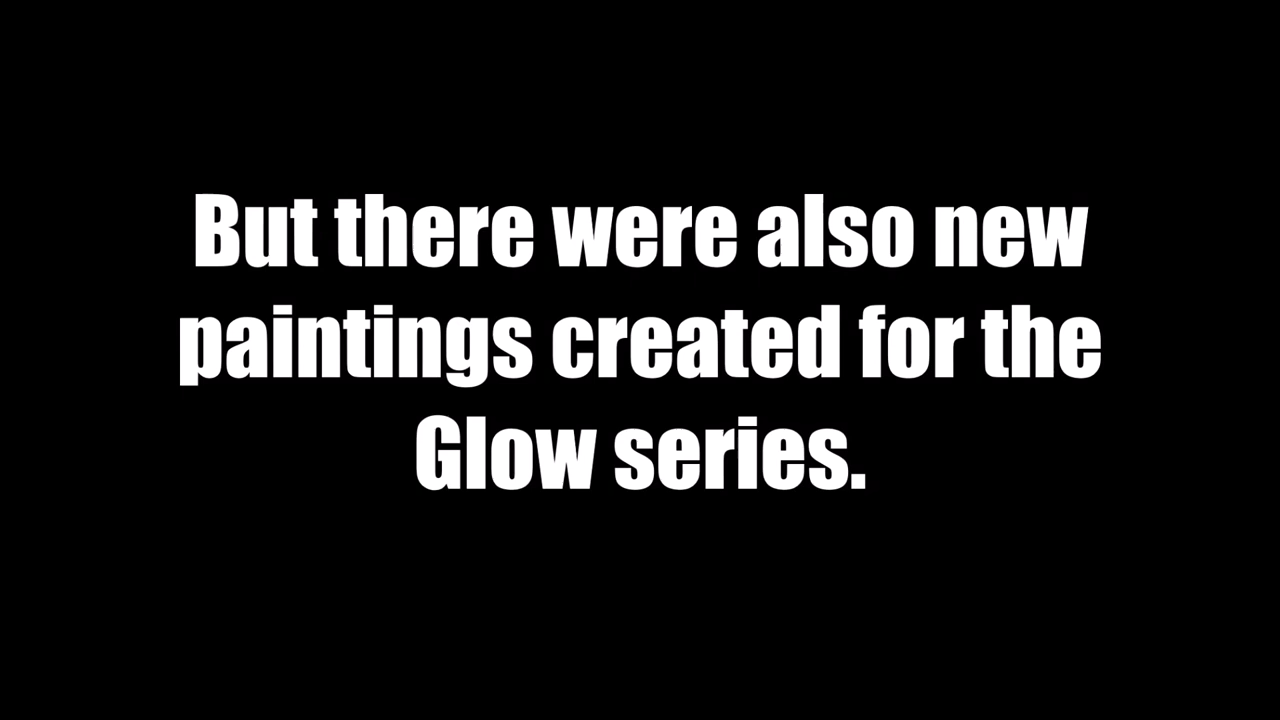 But there were also new
paintings created for the
Glow series.